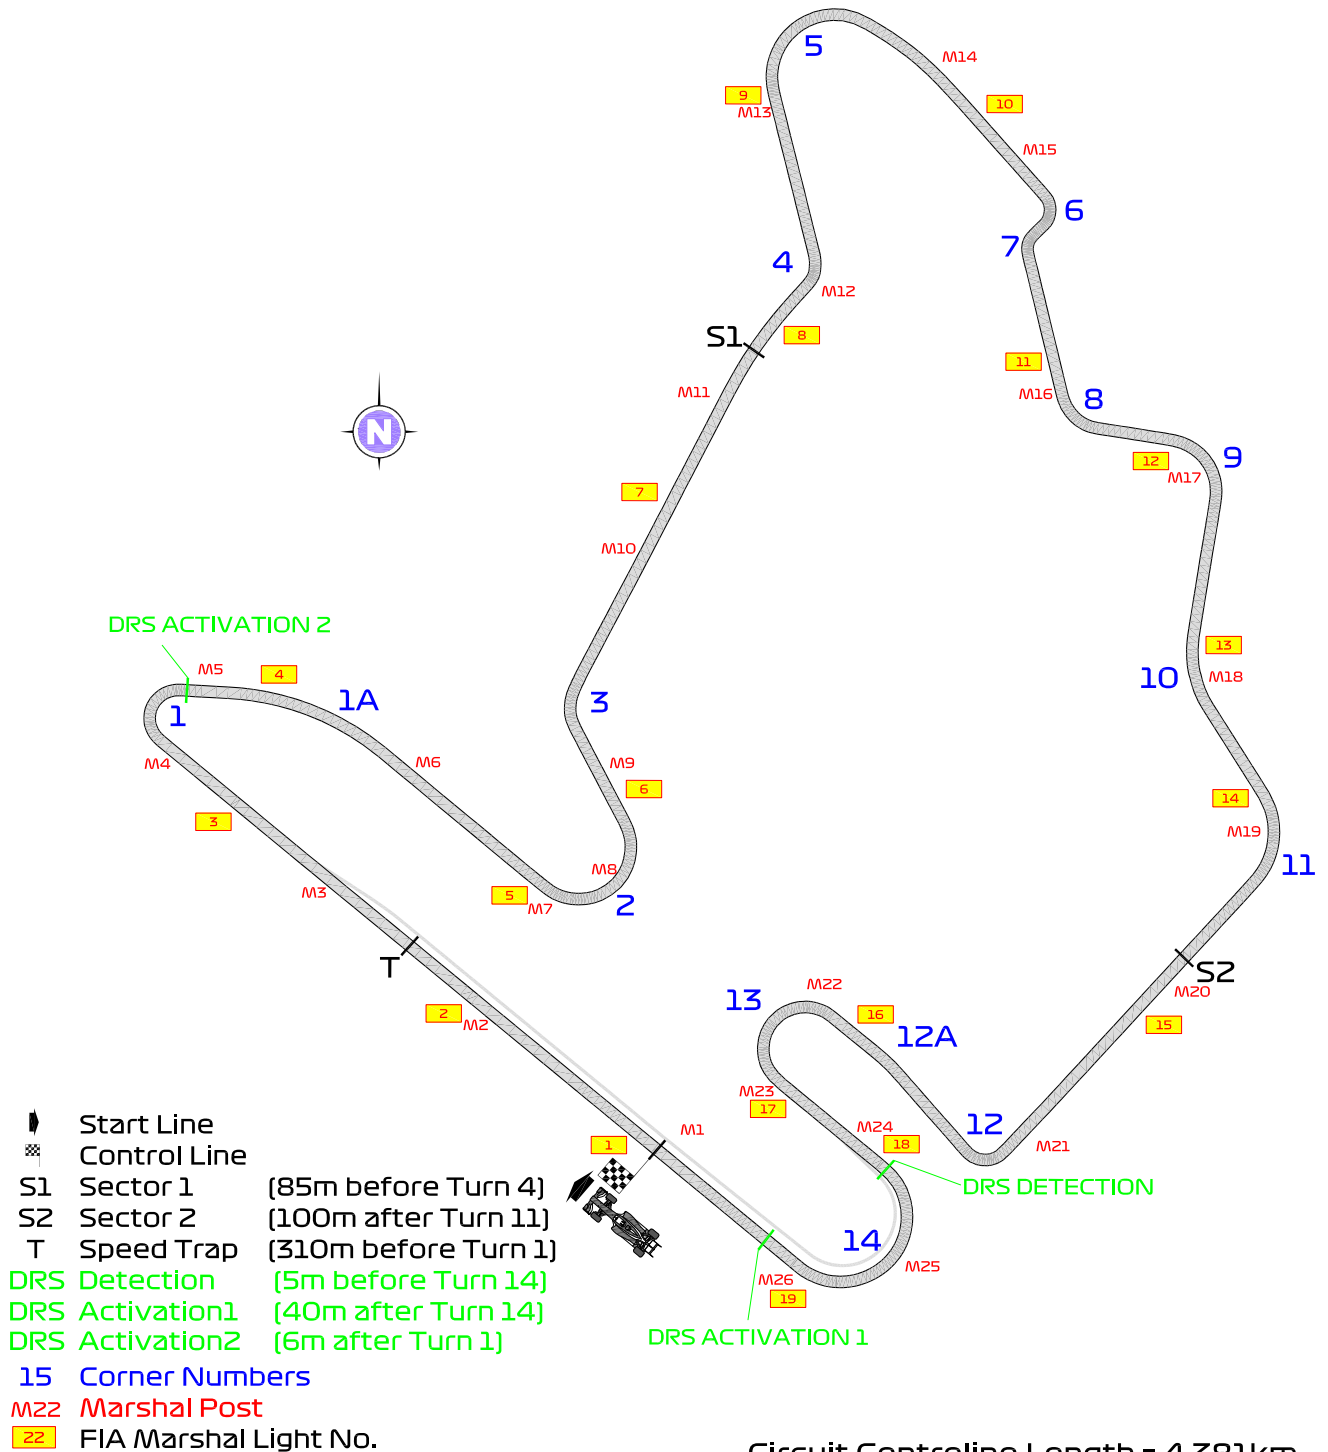 5
M14
9
M13
10
M15
6
7
4
M12
S1
8
M11
11
M16
8
N
9
12
M17
7
M10
DRS ACTIVATION 2
M5
4
1A
1
3
13
10
M18
M4
M6
M9
6
3
14
M19
11
M8
M3
5
M7
2
T
S2
M20
2
M2
13
M22
16
12A
15
M23
17
M24
18
12
M21
1
M1
DRS DETECTION
14
M25
M26
19
DRS ACTIVATION 1
Start Line
Control Line
S1 Sector 1 (85m before Turn 4)
S2 Sector 2 (100m after Turn 11)
T Speed Trap (310m before Turn 1)
DRS Detection (5m before Turn 14)
DRS Activation1 (40m after Turn 14)
DRS Activation2 (6m after Turn 1)
15 Corner Numbers
M22 Marshal Post
22 FIA Marshal Light No.
Circuit Centreline Length = 4.381km